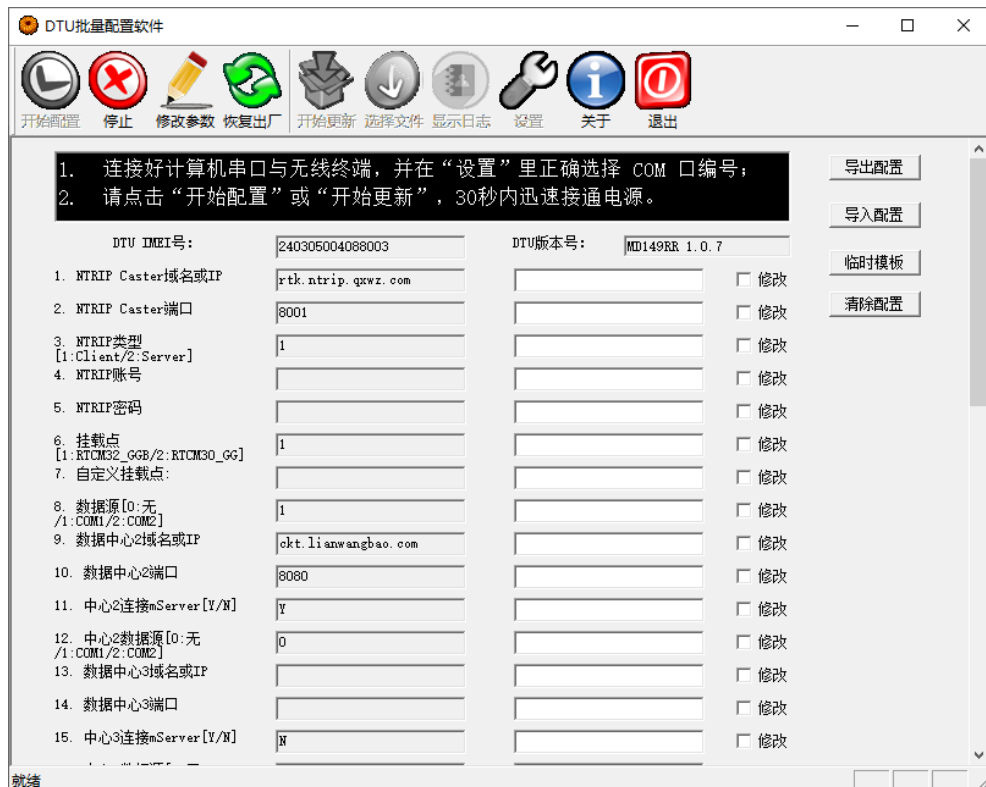 DTU批量配置软件
开始配置 停止 修改参数 恢复出厂 开始更新 选择文件 显示日志 设置 关于 退出
1. 连接好计算机串口与无线终端，并在“设置”里正确选择 COM 口编号；
2. 请点击“开始配置”或“开始更新”，30秒内迅速接通电源。
导出配置
导入配置
临时模板
清除配置
DTU IMEI号: 240305004088003 DTU版本号: MD149RR 1.0.7
1. NTRIP Caster域名或IP rtk.ntrip.qxwz.com 修改
2. NTRIP Caster端口 8001 修改
3. NTRIP类型
[1:Client/2:Server] 1 修改
4. NTRIP账号 修改
5. NTRIP密码 修改
6. 挂载点
[1:RTCM32_GGB/2:RTCM30_GG] 1 修改
7. 自定义挂载点: 修改
8. 数据源[0:无
/1:COM1/2:COM2] 1 修改
9. 数据中心2域名或IP ckt.lianwangbao.com 修改
10. 数据中心2端口 8080 修改
11. 中心2连接mServer[Y/N] Y 修改
12. 中心2数据源[0:无
/1:COM1/2:COM2] 0 修改
13. 数据中心3域名或IP 修改
14. 数据中心3端口 修改
15. 中心3连接mServer[Y/N] N 修改
就绪